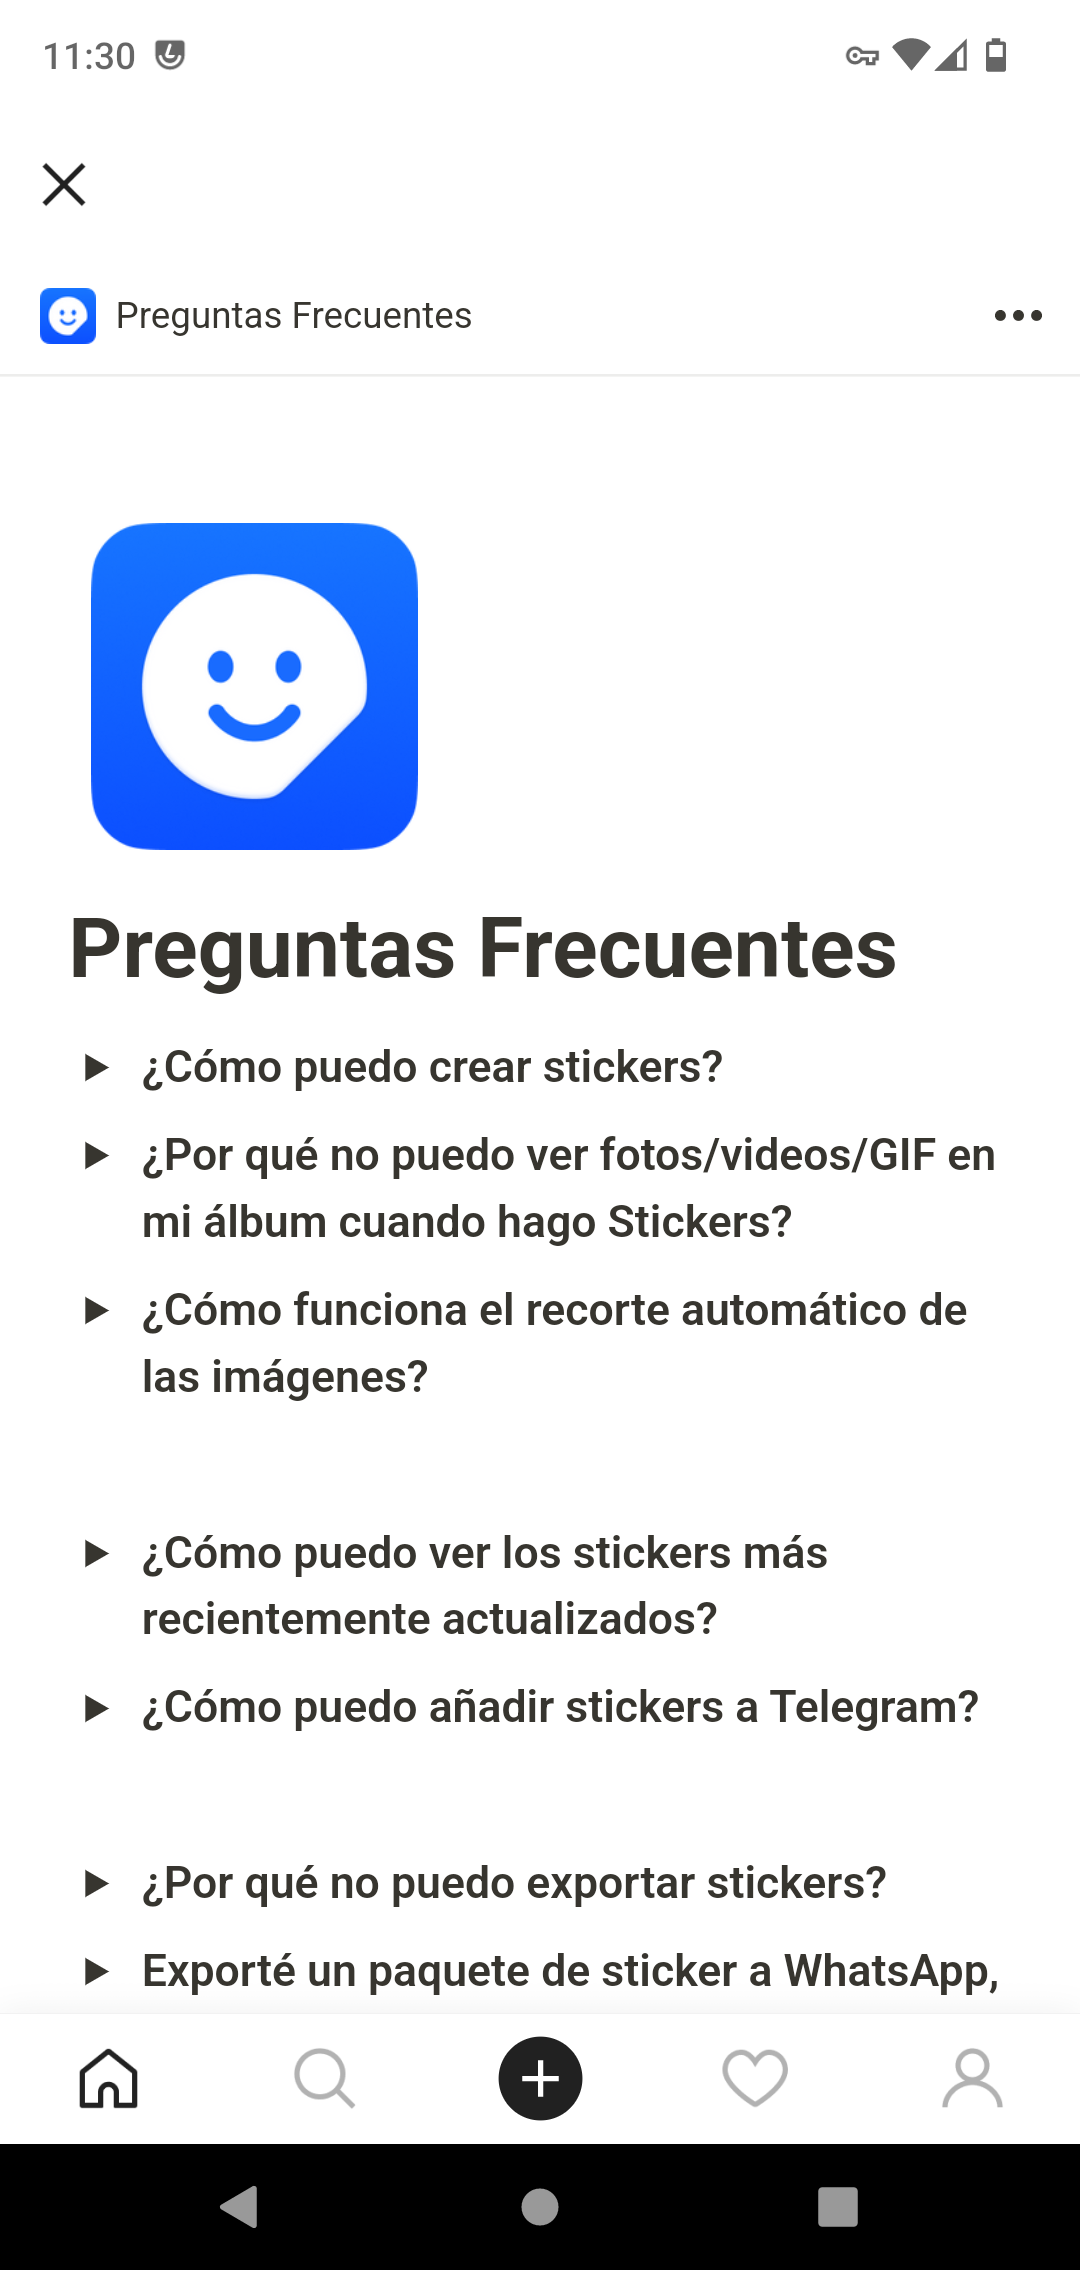 11:30
Preguntas Frecuentes
Preguntas Frecuentes
¿Cómo puedo crear stickers?
¿Por qué no puedo ver fotos/videos/GIF en
mi álbum cuando hago Stickers?
¿Cómo funciona el recorte automático de
las imágenes?
¿Cómo puedo ver los stickers más
recientemente actualizados?
¿Cómo puedo añadir stickers a Telegram?
¿Por qué no puedo exportar stickers?
Exporté un paquete de sticker a WhatsApp,